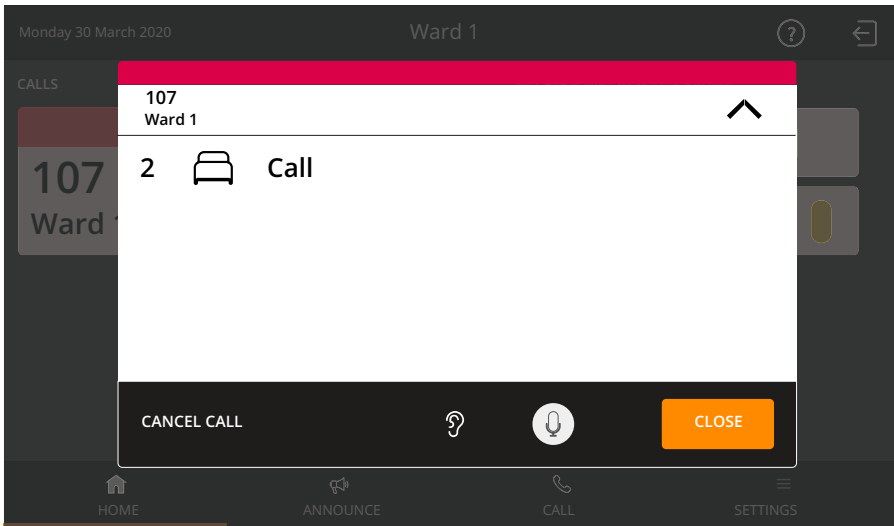 Monday 30 March 2020
Ward 1
?
CALLS
107
Ward 1
107
Ward 1
2 Call
CANCEL CALL
CLOSE
HOME
ANNOUNCE
CALL
SETTINGS